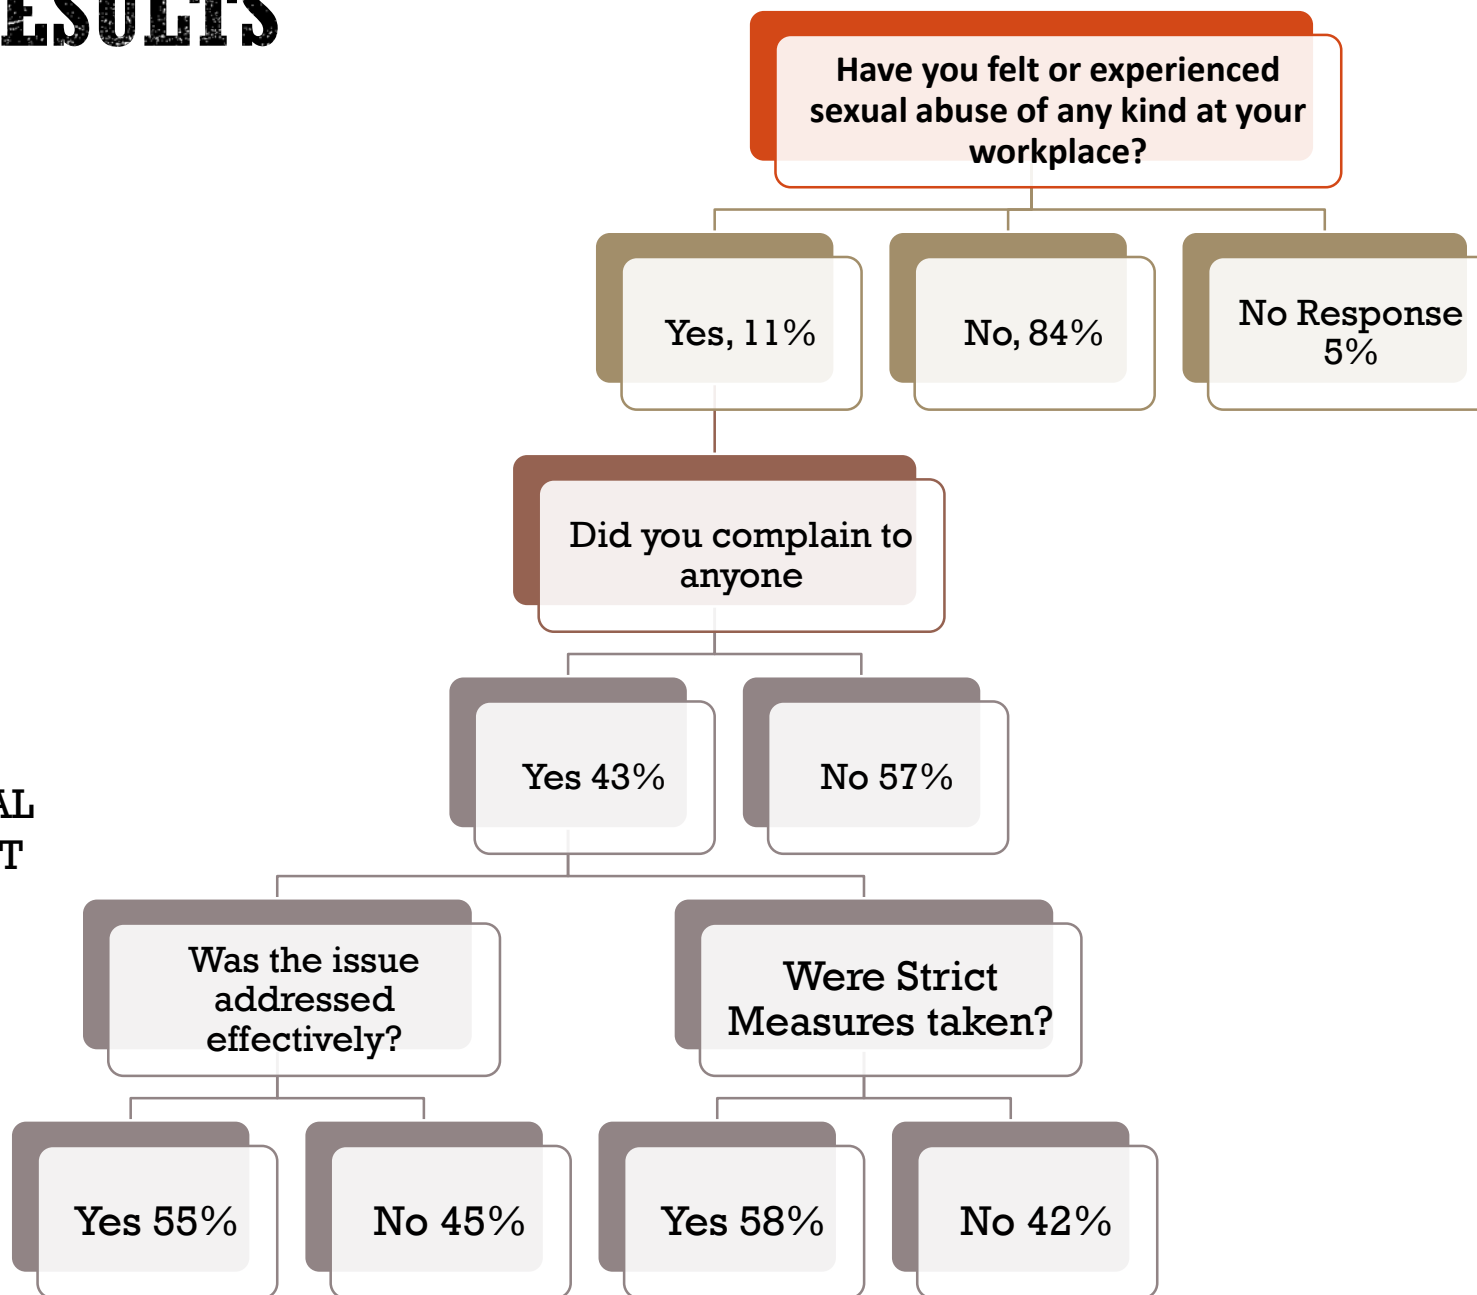 ESULTS
Have you felt or experienced
sexual abuse of any kind at your
workplace?
Yes, 11%
No, 84%
No Response
5%
Did you complain to
anyone
Yes 43%
No 57%
AL
T
Was the issue
addressed
effectively?
Were Strict
Measures taken?
Yes 55%
No 45%
Yes 58%
No 42%